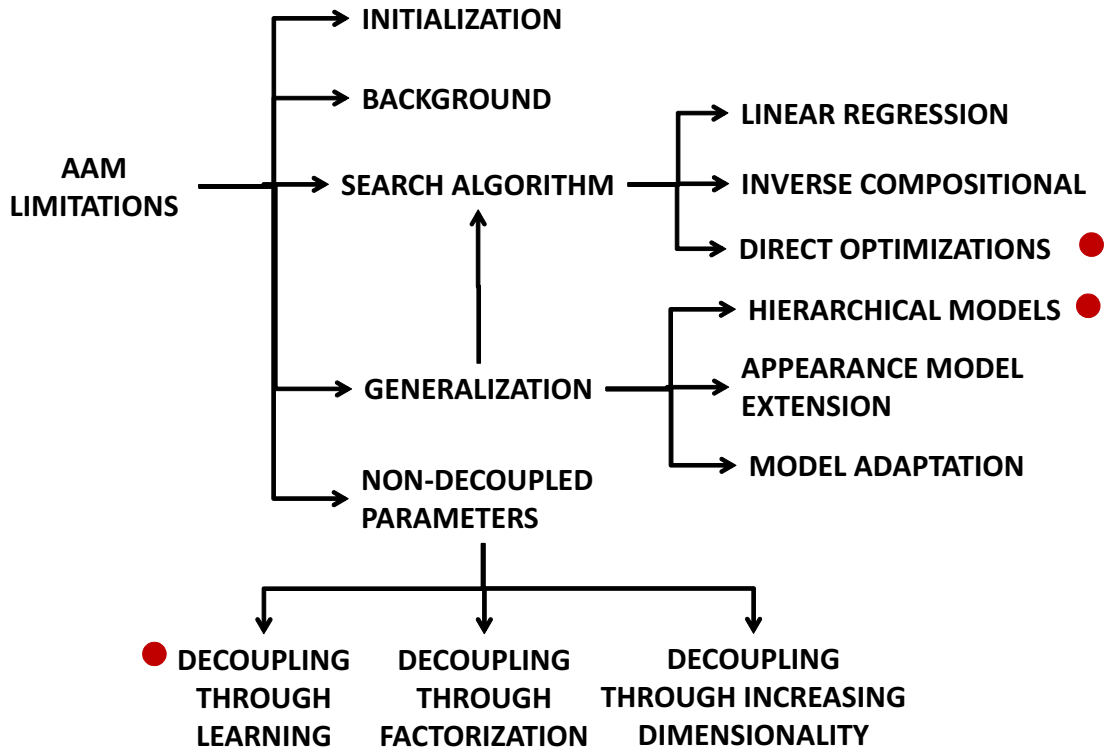 INITIALIZATION
BACKGROUND
AAM
LIMITATIONS
SEARCH ALGORITHM
LINEAR REGRESSION
INVERSE COMPOSITIONAL
DIRECT OPTIMIZATIONS
GENERALIZATION
HIERARCHICAL MODELS
APPEARANCE MODEL
EXTENSION
MODEL ADAPTATION
NON-DECOUPLED
PARAMETERS
DECOUPLING
THROUGH
LEARNING
DECOUPLING
THROUGH
FACTORIZATION
DECOUPLING
THROUGH INCREASING
DIMENSIONALITY